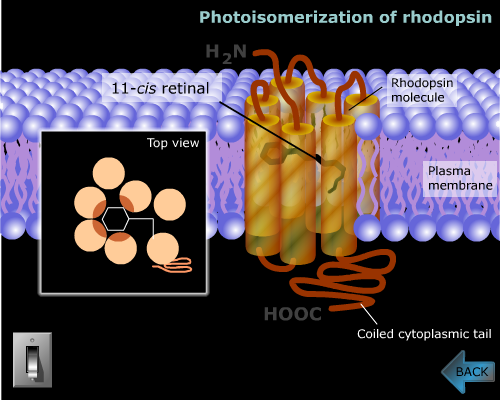 Photoisomerization of rhodopsin
H₂N
11-cis retinal
Rhodopsin
molecule
Top view
Plasma
membrane
HOOC
Coiled cytoplasmic tail
BACK